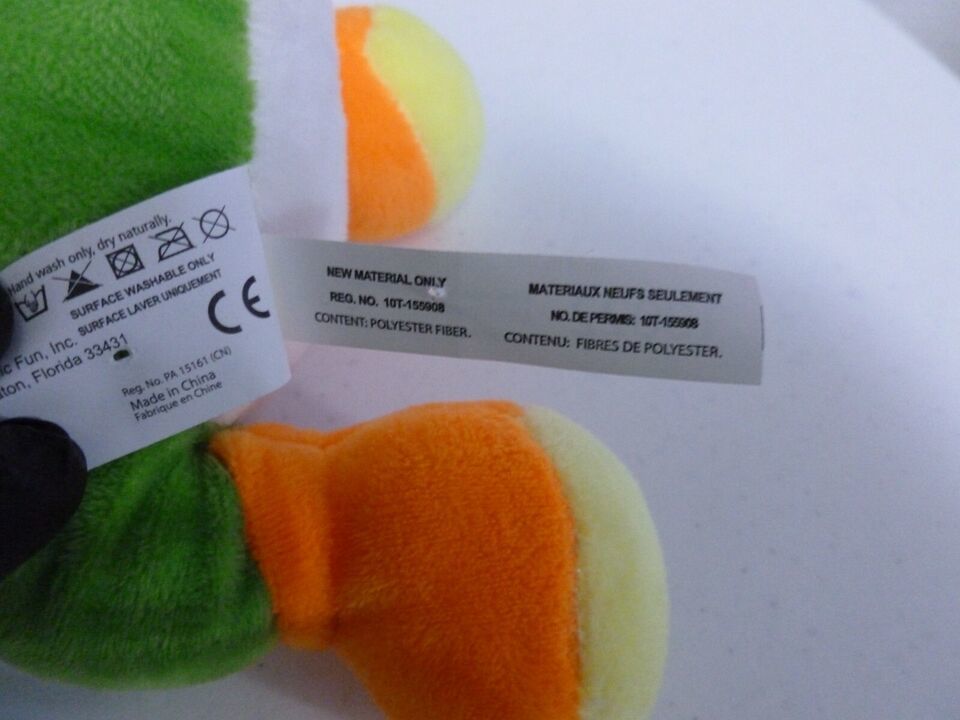 Hand wash only, dry naturally.
SURFACE WASHABLE ONLY
SURFACE LAVER UNIQUEMENT
CE
Fun, Inc.
Florida 33431
Reg. No. PA 15161 (CN)
Made in China
Fabrique en Chine
NEW MATERIAL ONLY
REG. NO. 10T-155908
CONTENT: POLYESTER FIBER.
MATERIAUX NEUFS SEULEMENT
NO. DE PERMIS: 10T-155908
CONTENU: FIBRES DE POLYESTER.